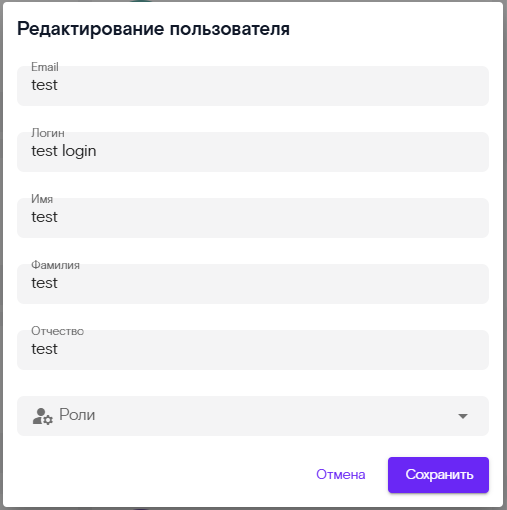 Редактирование пользователя
Email
test
Логин
test login
Имя
test
Фамилия
test
Отчество
test
Роли
Отмена Сохранить